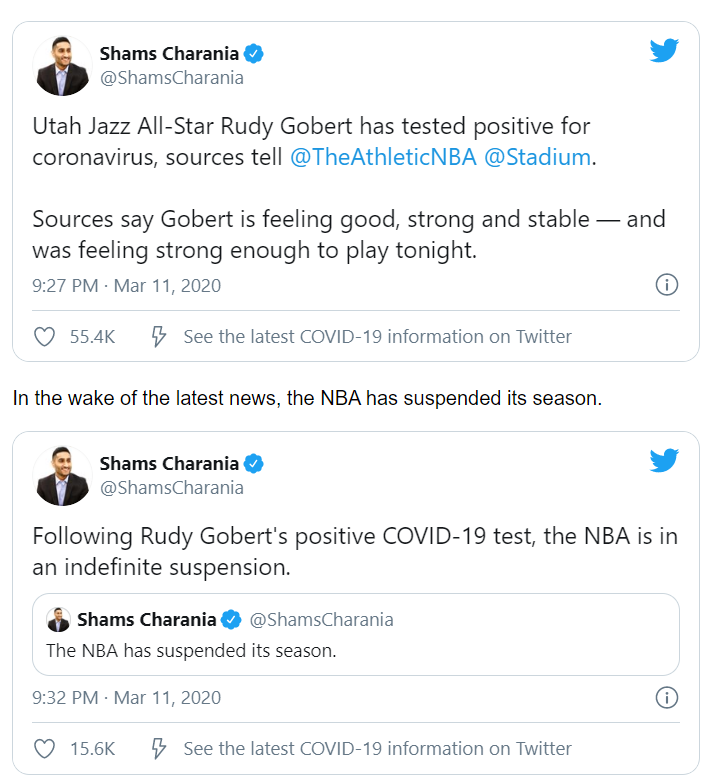 Shams Charania
@ShamsCharania
Utah Jazz All-Star Rudy Gobert has tested positive for
coronavirus, sources tell @TheAthleticNBA @Stadium.
Sources say Gobert is feeling good, strong and stable — and
was feeling strong enough to play tonight.
9:27 PM · Mar 11, 2020
55.4K See the latest COVID-19 information on Twitter
In the wake of the latest news, the NBA has suspended its season.
Shams Charania
@ShamsCharania
Following Rudy Gobert's positive COVID-19 test, the NBA is in
an indefinite suspension.
Shams Charania @ShamsCharania
The NBA has suspended its season.
9:32 PM · Mar 11, 2020
15.6K See the latest COVID-19 information on Twitter